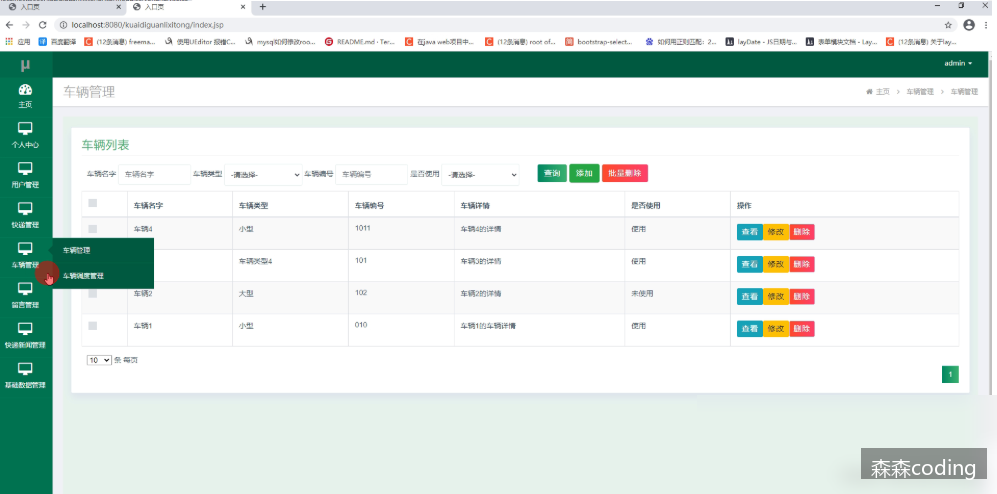 入口页
入口页
localhost:8080/kuaidiguanlixitong/index.jsp
应用 百度翻译 (12条消息) freema... 使用UEditor 报错C... mysql如何修改roo... README.md · Ter... 在java web项目中... (12条消息) root of... bootstrap-select... 如何用正则匹配：2... layDate - JS日期与... 表单模块文档 - Lay... (12条消息) 关于lay...
μ
admin
主页
个人中心
用户管理
快递管理
车辆管理
留言管理
快递新闻管理
基础数据管理
车辆管理
车辆调度管理
车辆管理
主页 > 车辆管理 > 车辆管理
车辆列表
车辆名字 车辆名字 车辆类型 -请选择- 车辆编号 车辆编号 是否使用 -请选择- 查询 添加 批量删除
车辆名字 车辆类型 车辆编号 车辆详情 是否使用 操作
车辆4 小型 1011 车辆4的详情 使用 查看 修改 删除
车辆类型4 101 车辆3的详情 使用 查看 修改 删除
车辆2 大型 102 车辆2的详情 未使用 查看 修改 删除
车辆1 小型 010 车辆1的车辆详情 使用 查看 修改 删除
10 条 每页
1
森森coding